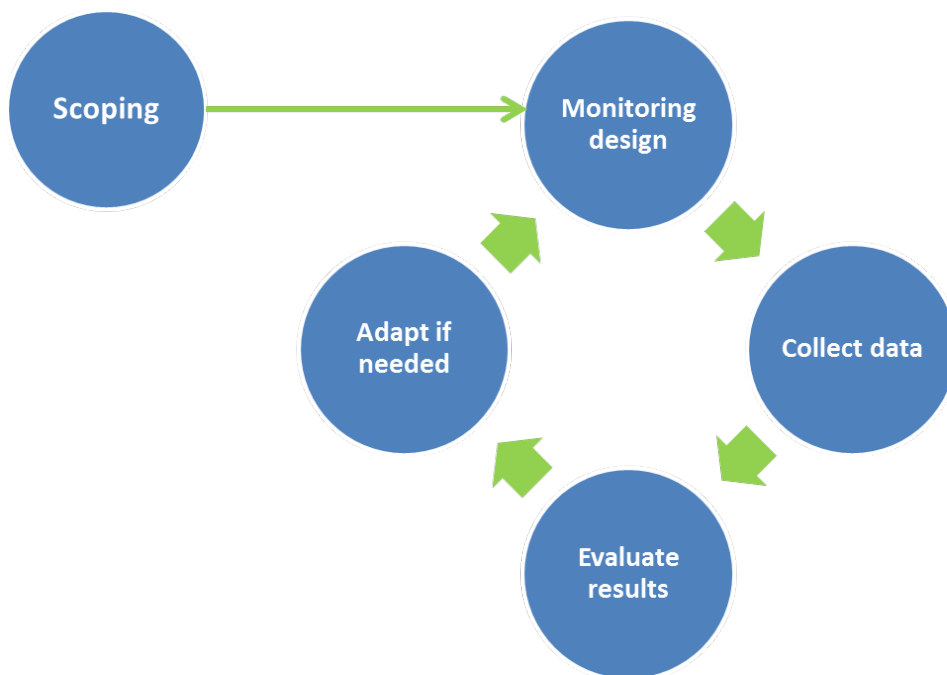 Scoping
Monitoring
design
Collect data
Evaluate
results
Adapt if
needed